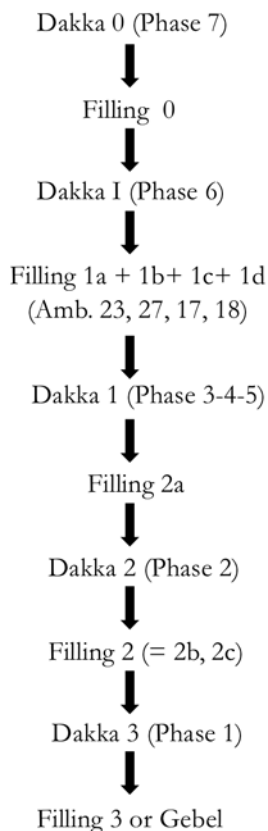 Dakka 0 (Phase 7)
Filling 0
Dakka I (Phase 6)
Filling 1a + 1b+ 1c+ 1d
(Amb. 23, 27, 17, 18)
Dakka 1 (Phase 3-4-5)
Filling 2a
Dakka 2 (Phase 2)
Filling 2 (= 2b, 2c)
Dakka 3 (Phase 1)
Filling 3 or Gebel